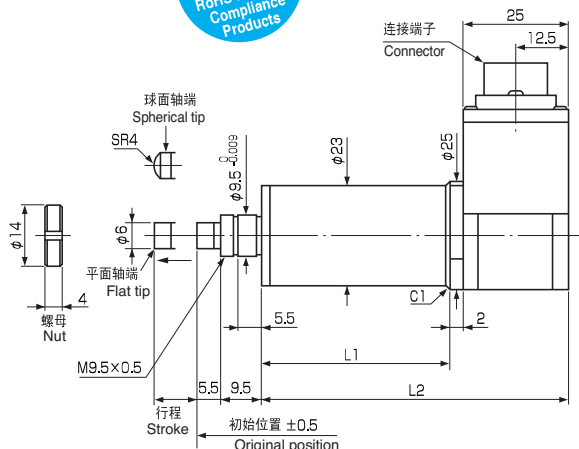 RoHS
Compliance
Products
25
12.5
连接端子
Connector
球面轴端
Spherical tip
SR4
0
φ9.5 -0.009
φ23
φ25
φ14
φ6
平面轴端
Flat tip
4
螺母
Nut
C1
5.5
2
M9.5×0.5
L1
5.5
9.5
L2
行程
Stroke
初始位置 ±0.5
Original position